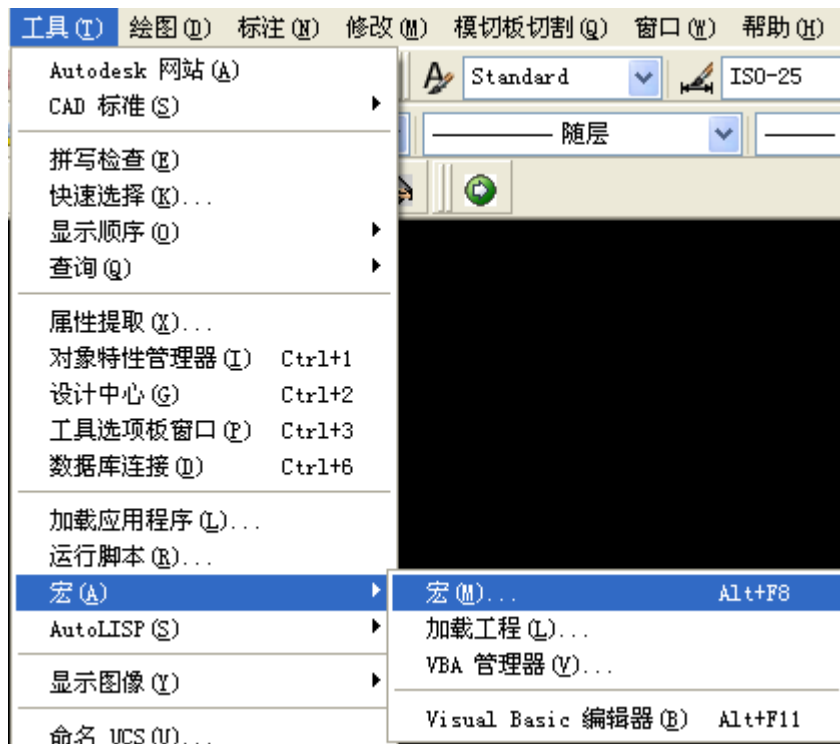 工具(T) 绘图(D) 标注(N) 修改(M) 模切板切割(Q) 窗口(W) 帮助(H)
Standard ISO-25
随层
Autodesk 网站(A)
CAD 标准(S)
拼写检查(E)
快速选择(K)...
显示顺序(O)
查询(Q)
属性提取(X)...
对象特性管理器(I) Ctrl+1
设计中心(G) Ctrl+2
工具选项板窗口(P) Ctrl+3
数据库连接(D) Ctrl+6
加载应用程序(L)...
运行脚本(R)...
宏(A)
AutoLISP(S)
显示图像(Y)
命名 UCS(U)...
宏(M)... Alt+F8
加载工程(L)...
VBA 管理器(V)...
Visual Basic 编辑器(B) Alt+F11